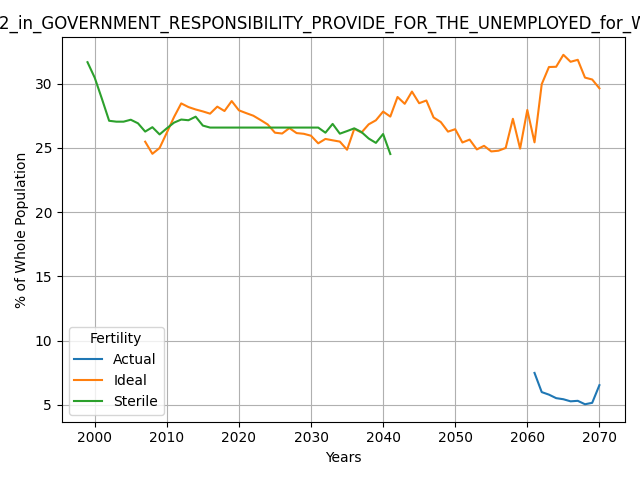 2_in_GOVERNMENT_RESPONSIBILITY_PROVIDE_FOR_THE_UNEMPLOYED_for_W
% of Whole Population
30
25
20
15
10
5
Fertility
Actual
Ideal
Sterile
2000 2010 2020 2030 2040 2050 2060 2070
Years